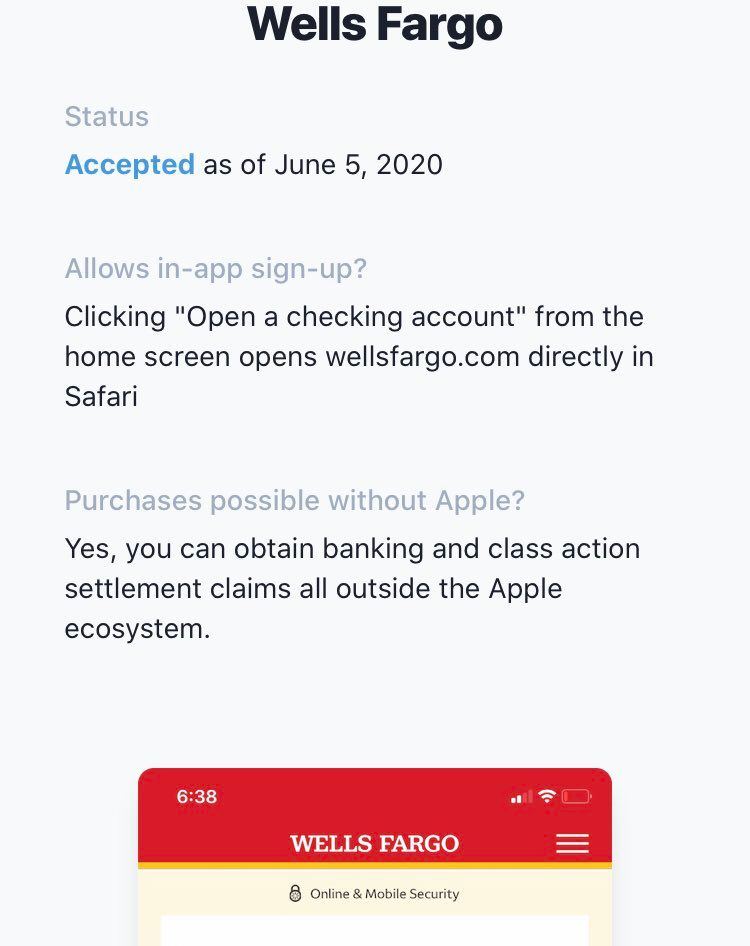 Wells Fargo
Status
Accepted as of June 5, 2020
Allows in-app sign-up?
Clicking "Open a checking account" from the
home screen opens wellsfargo.com directly in
Safari
Purchases possible without Apple?
Yes, you can obtain banking and class action
settlement claims all outside the Apple
ecosystem.
6:38
WELLS FARGO
Online & Mobile Security